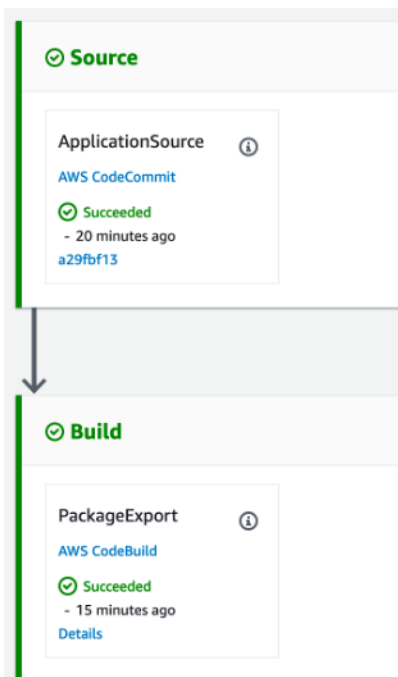 Source
ApplicationSource
AWS CodeCommit
Succeeded
- 20 minutes ago
a29fbf13
Build
PackageExport
AWS CodeBuild
Succeeded
- 15 minutes ago
Details